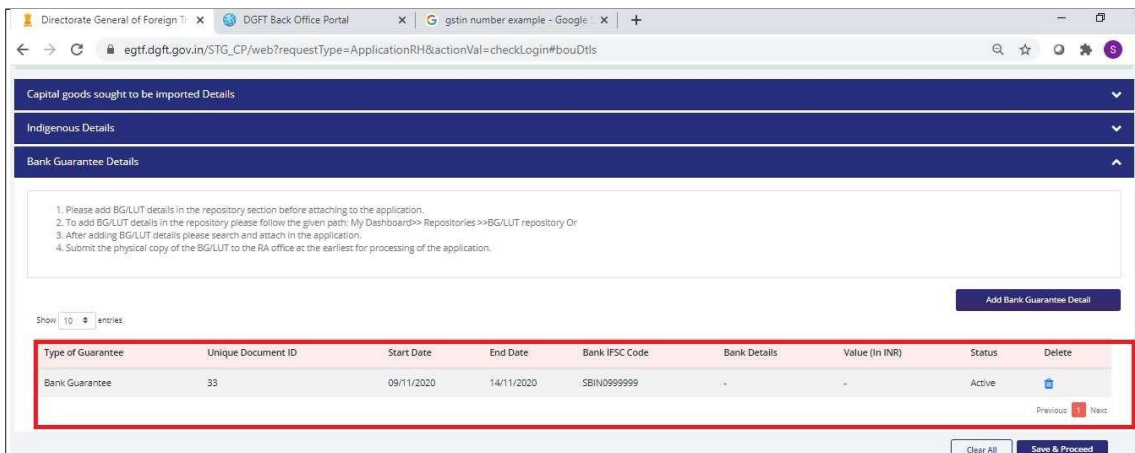 Directorate General of Foreign Tr
DGFT Back Office Portal
G gstin number example - Google S
egtf.dgft.gov.in/STG_CP/web?requestType=ApplicationRH&actionVal=checkLogin#bouDtls
S
Capital goods sought to be imported Details
Indigenous Details
Bank Guarantee Details
1. Please add BG/LUT details in the repository section before attaching to the application.
2. To add BG/LUT details in the repository please follow the given path: My Dashboard>> Repositories >>BG/LUT repository Or
3. After adding BG/LUT details please search and attach in the application.
4. Submit the physical copy of the BG/LUT to the RA office at the earliest for processing of the application.
Add Bank Guarantee Detail
Show 10 entries
Type of Guarantee Unique Document ID Start Date End Date Bank IFSC Code Bank Details Value (In INR) Status Delete
Bank Guarantee 33 09/11/2020 14/11/2020 SBIN0999999 - - Active
Previous 1 Next
Clear All Save & Proceed